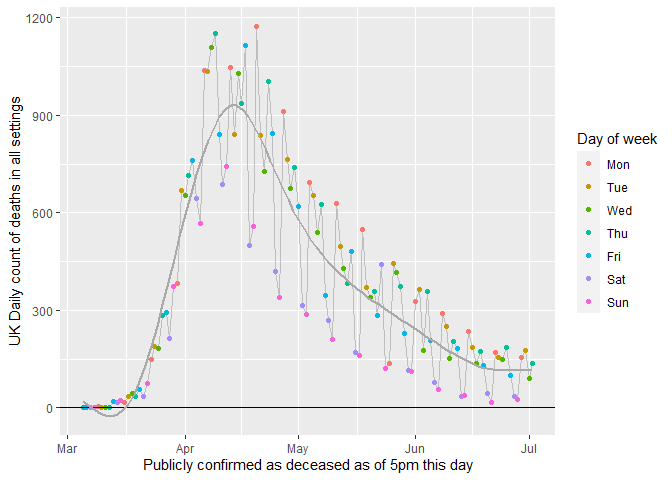 1200
900
600
300
0
UK Daily count of deaths in all settings
Mar
Apr
May
Jun
Jul
Publicly confirmed as deceased as of 5pm this day
Day of week
Mon
Tue
Wed
Thu
Fri
Sat
Sun